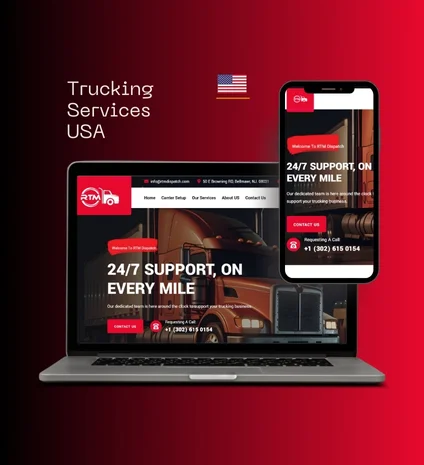 Trucking
Services
USA
RTM
info@rtmdispatch.com
50 E Browning RD, Bellmawr, NJ, 08031
Home Carrier Setup Our Services About US Contact Us
Welcome To RTM Dispatch
24/7 SUPPORT, ON
EVERY MILE
Our dedicated team is here around the clock to support your trucking business.
CONTACT US
Requesting A Call
+1 (302) 615 0154
RTM
Welcome To RTM Dispatch
24/7 SUPPORT, ON
EVERY MILE
Our dedicated team is here around the clock
support your trucking business.
CONTACT US
Requesting A Call
+1 (302) 615 0154